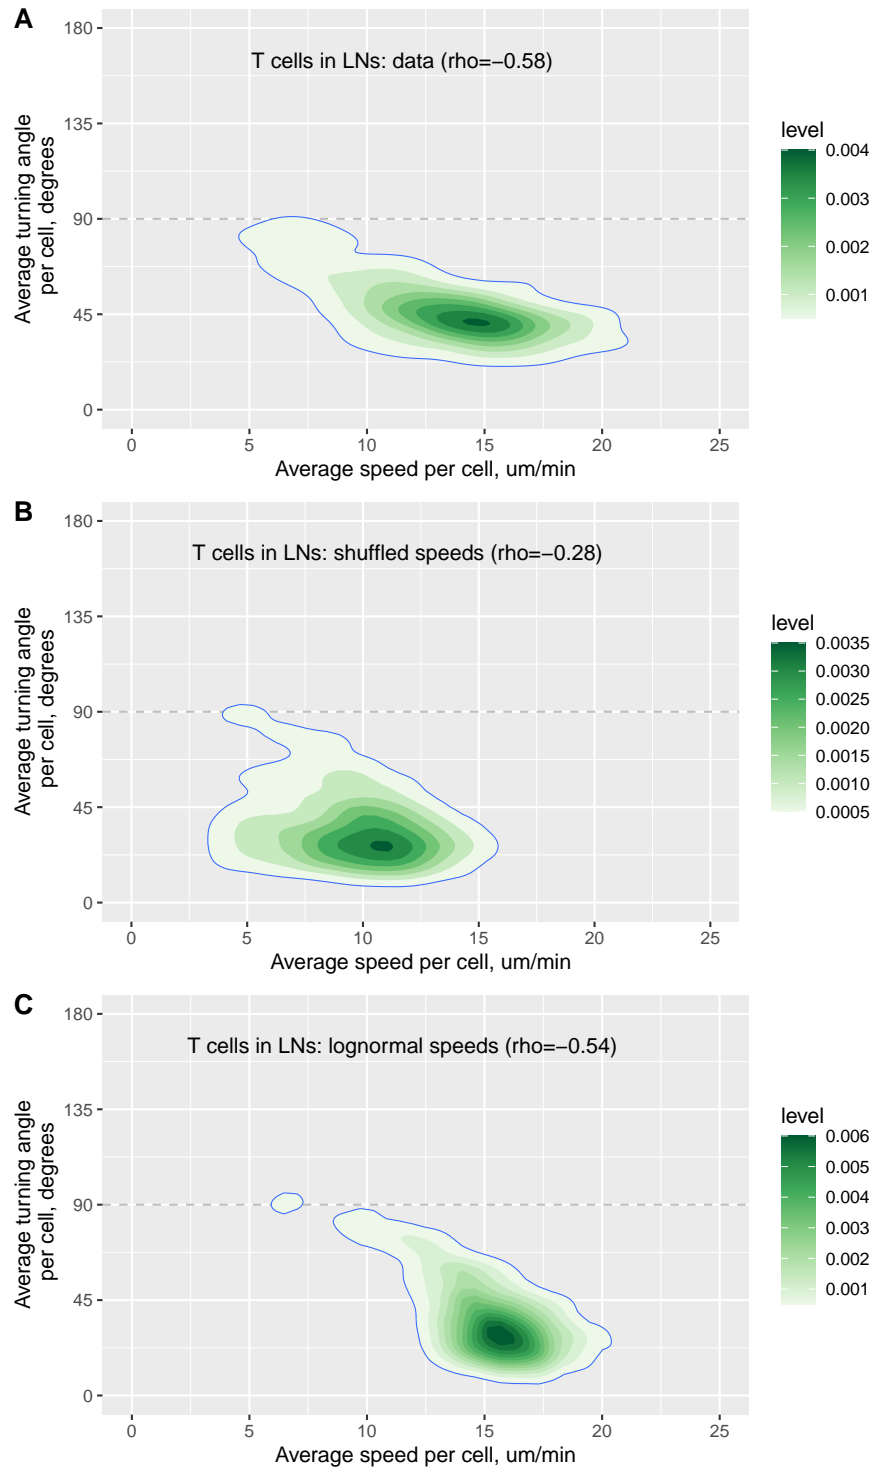 A
T cells in LNs: data (rho=−0.58)
180
135
90
45
0
Average turning angle
per cell, degrees
0 5 10 15 20 25
Average speed per cell, um/min
level
0.004
0.003
0.002
0.001
B
T cells in LNs: shuffled speeds (rho=−0.28)
180
135
90
45
0
Average turning angle
per cell, degrees
0 5 10 15 20 25
Average speed per cell, um/min
level
0.0035
0.0030
0.0025
0.0020
0.0015
0.0010
0.0005
C
T cells in LNs: lognormal speeds (rho=−0.54)
180
135
90
45
0
Average turning angle
per cell, degrees
0 5 10 15 20 25
Average speed per cell, um/min
level
0.006
0.005
0.004
0.003
0.002
0.001